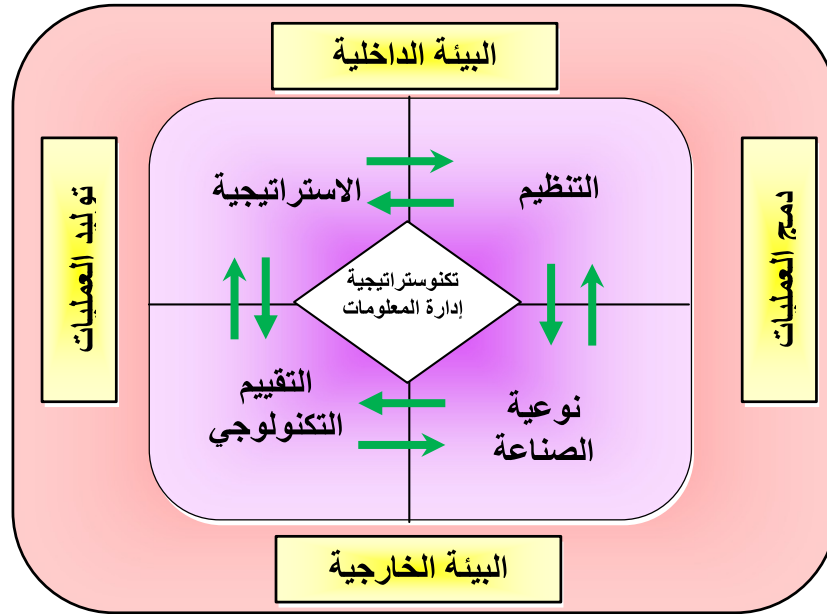 البيئة الداخلية
التنظيم
الاستراتيجية
دمج العمليات
توليد العمليات
تكنوستراتيجية
إدارة المعلومات
نوعية
الصناعة
التقييم
التكنولوجي
البيئة الخارجية